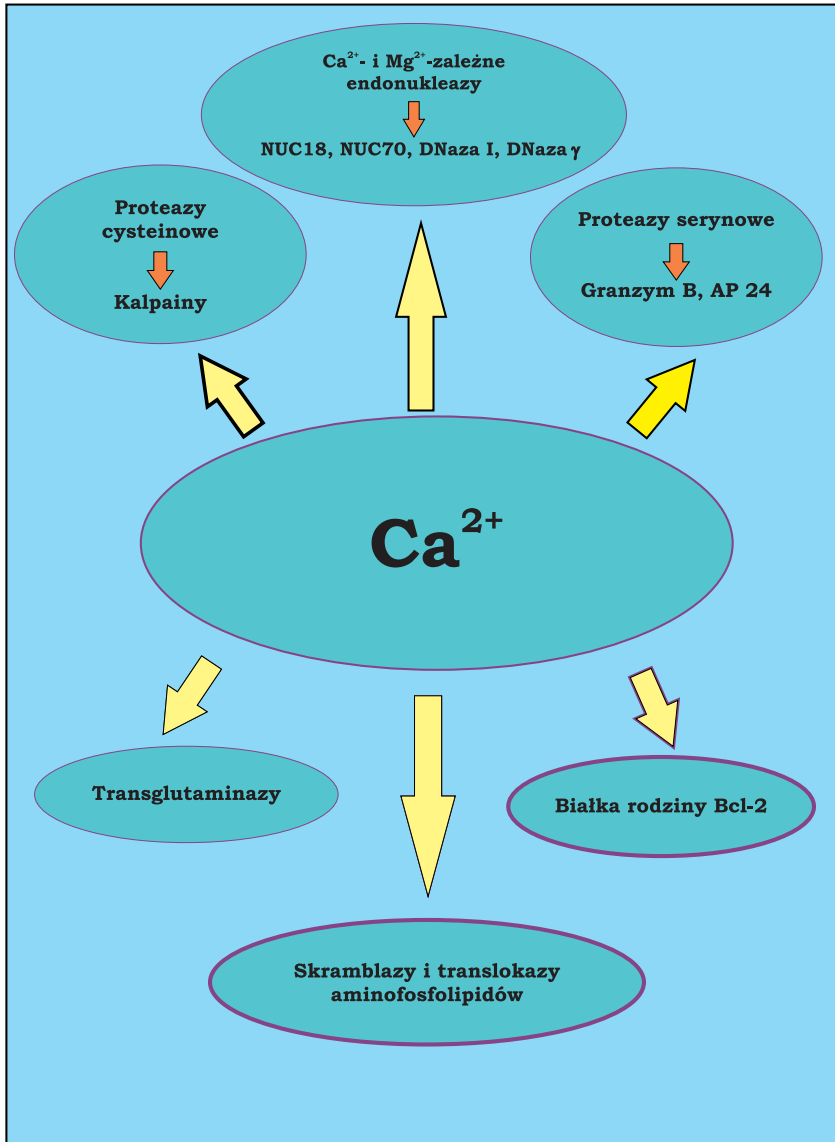 Ca²⁺- i Mg²⁺-zależne
endonukleazy
NUC18, NUC70, DNaza I, DNaza γ
Proteazy
cysteinowe
Kalpainy
Proteazy serynowe
Granzym B, AP 24
Ca²⁺
Transglutaminazy
Białka rodziny Bcl-2
Skramblazy i translokazy
aminofosfolipidów